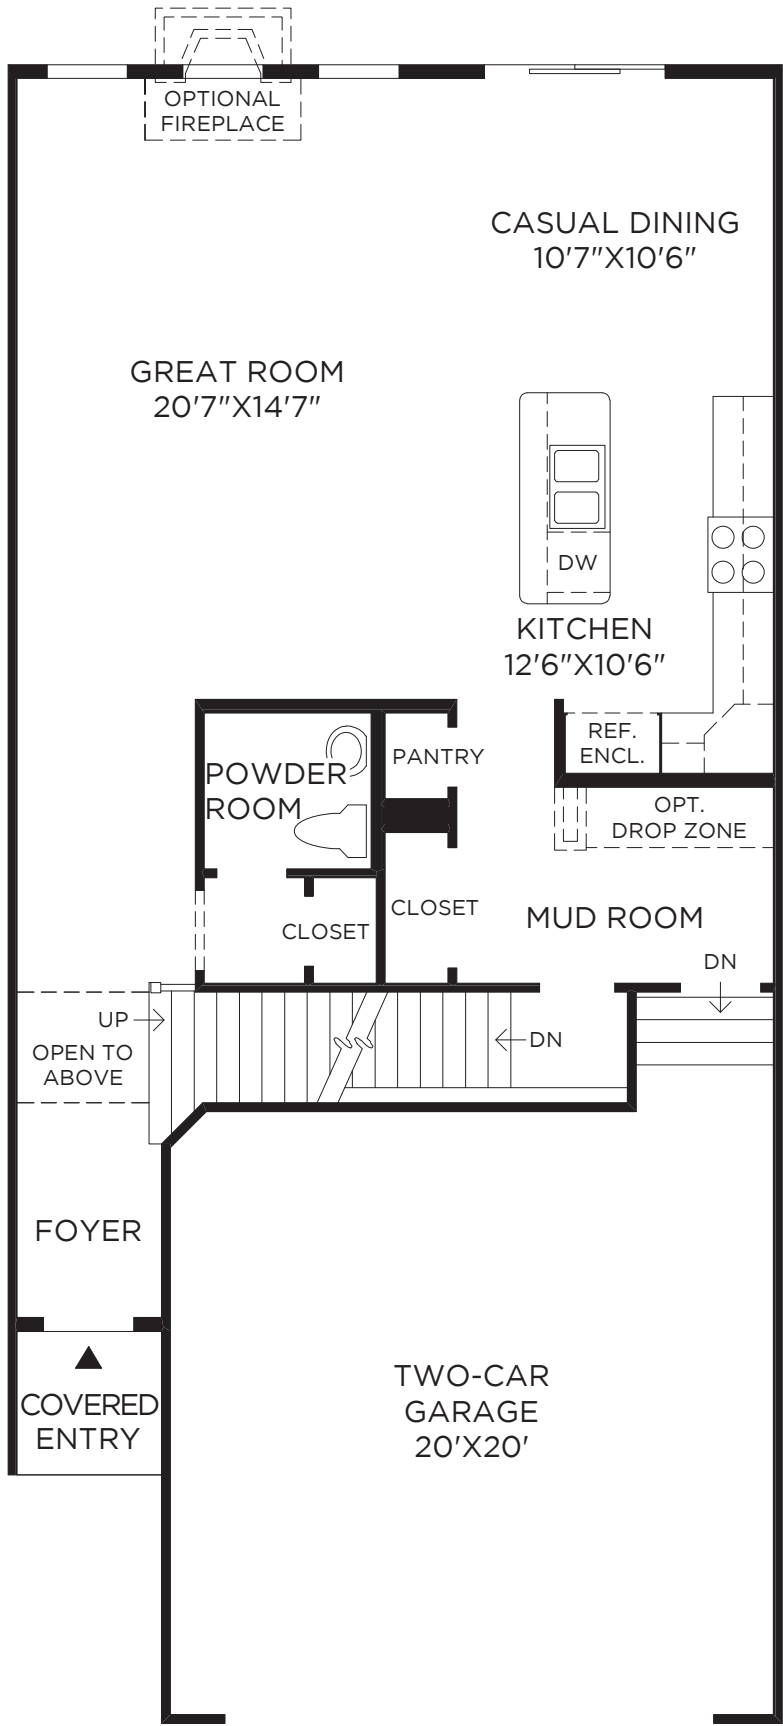 OPTIONAL
FIREPLACE
CASUAL DINING
10'7"X10'6"
GREAT ROOM
20'7"X14'7"
DW
KITCHEN
12'6"X10'6"
REF.
ENCL.
PANTRY
POWDER
ROOM
OPT.
DROP ZONE
CLOSET
MUD ROOM
CLOSET
DN
UP
DN
OPEN TO
ABOVE
FOYER
COVERED
ENTRY
TWO-CAR
GARAGE
20'X20'